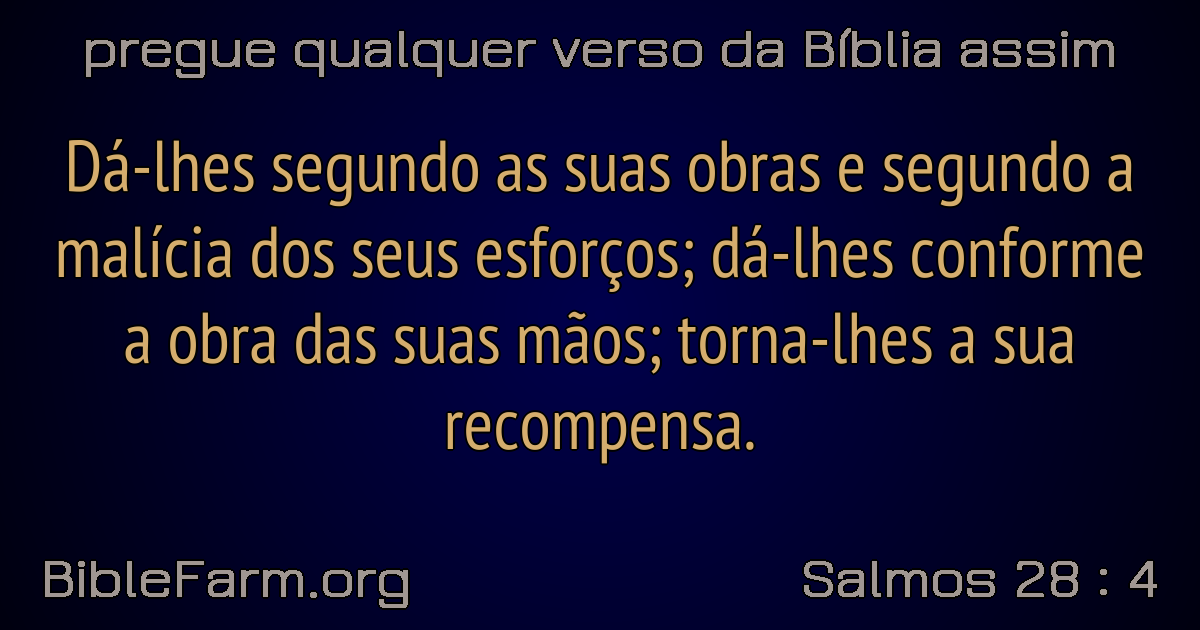 pregue qualquer verso da Bíblia assim
Dá-lhes segundo as suas obras e segundo a
malícia dos seus esforços; dá-lhes conforme
a obra das suas mãos; torna-lhes a sua
recompensa.
BibleFarm.org
Salmos 28 : 4